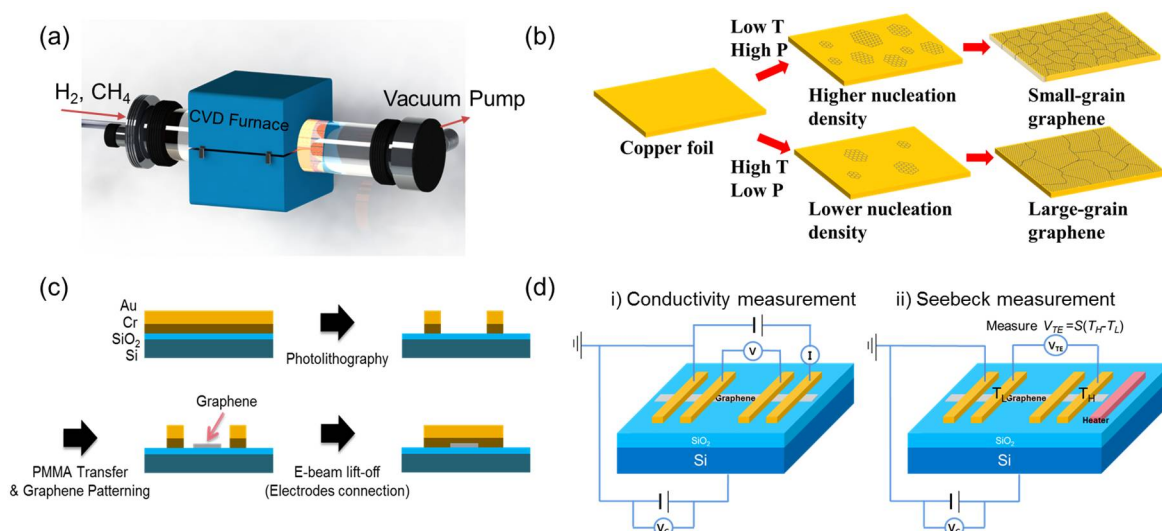 (a)
H2, CH4
CVD Furnace
Vacuum Pump
(b)
Copper foil
Low T
High P
Higher nucleation
density
Small-grain
graphene
High T
Low P
Lower nucleation
density
Large-grain
graphene
(c)
Au
Cr
SiO2
Si
Photolithography
Graphene
PMMA Transfer
& Graphene Patterning
E-beam lift-off
(Electrodes connection)
(d)
i) Conductivity measurement
V
I
Graphene
SiO2
Si
VG
ii) Seebeck measurement
Measure VTE =S(TH-TL)
VTE
TL
Graphene
TH
Heater
SiO2
Si
VG